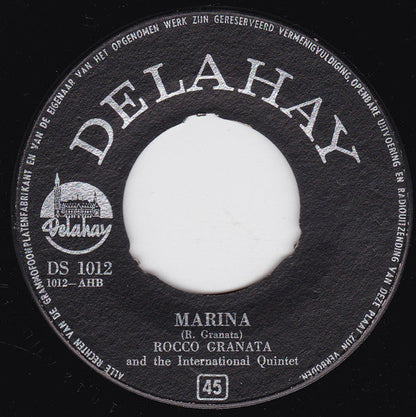 ALLE RECHTEN VAN DE GRAMMOFOONPLATENFABRIKANT EN VAN DE EIGENAAR VAN HET OPGENOMEN WERK ZIJN GERESERVEERD VERMENIGVULDIGING, OPENBARE UITVOERING EN RADIOUITZENDING VAN DEZE PLAAT ZIJN VERBODEN
DELAHAY
Delahay
DS 1012
1012—AHB
MARINA
(R. Granata)
ROCCO GRANATA
and the International Quintet
45